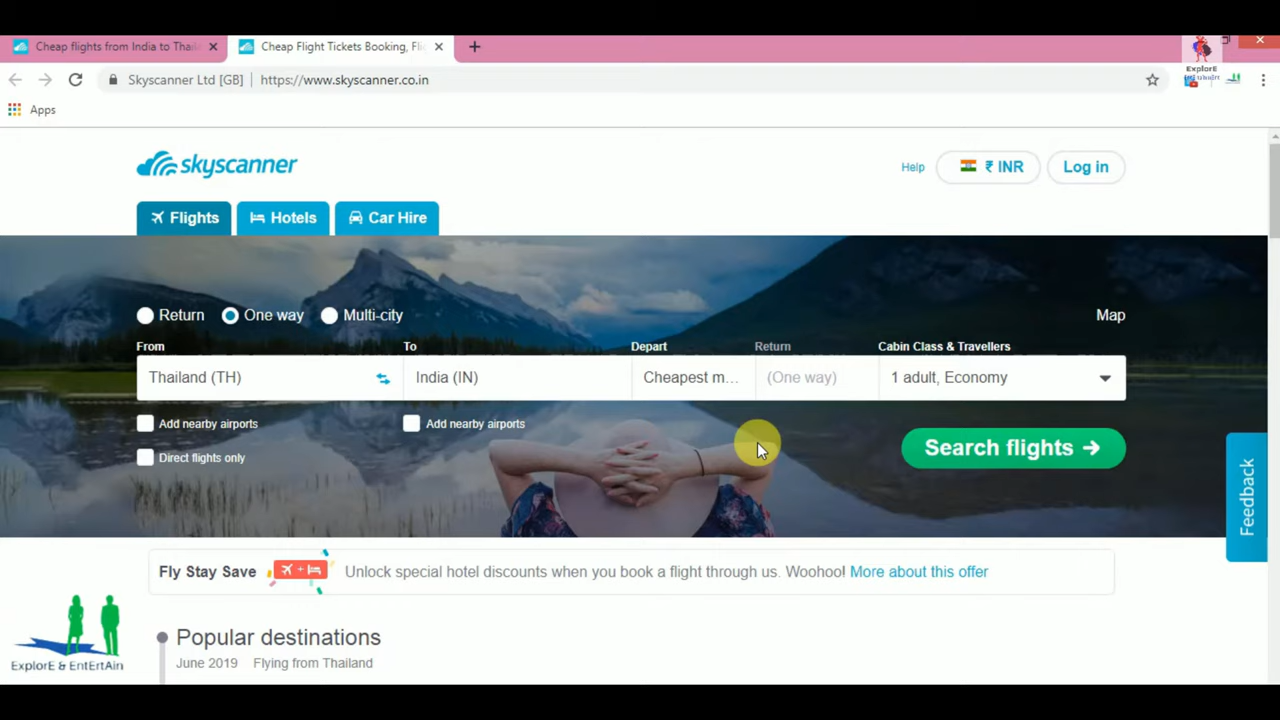 Cheap flights from India to Thai
Cheap Flight Tickets Booking, Fli
ExplorE
Skyscanner Ltd [GB] https://www.skyscanner.co.in
Apps
skyscanner
Help
₹ INR
Log in
Flights
Hotels
Car Hire
Return
One way
Multi-city
Map
From
To
Depart
Return
Cabin Class & Travellers
Thailand (TH)
India (IN)
Cheapest m...
(One way)
1 adult, Economy
Add nearby airports
Add nearby airports
Direct flights only
Search flights
Feedback
Fly Stay Save
Unlock special hotel discounts when you book a flight through us. Woohoo! More about this offer
Popular destinations
June 2019 Flying from Thailand
ExplorE & EntErtAin